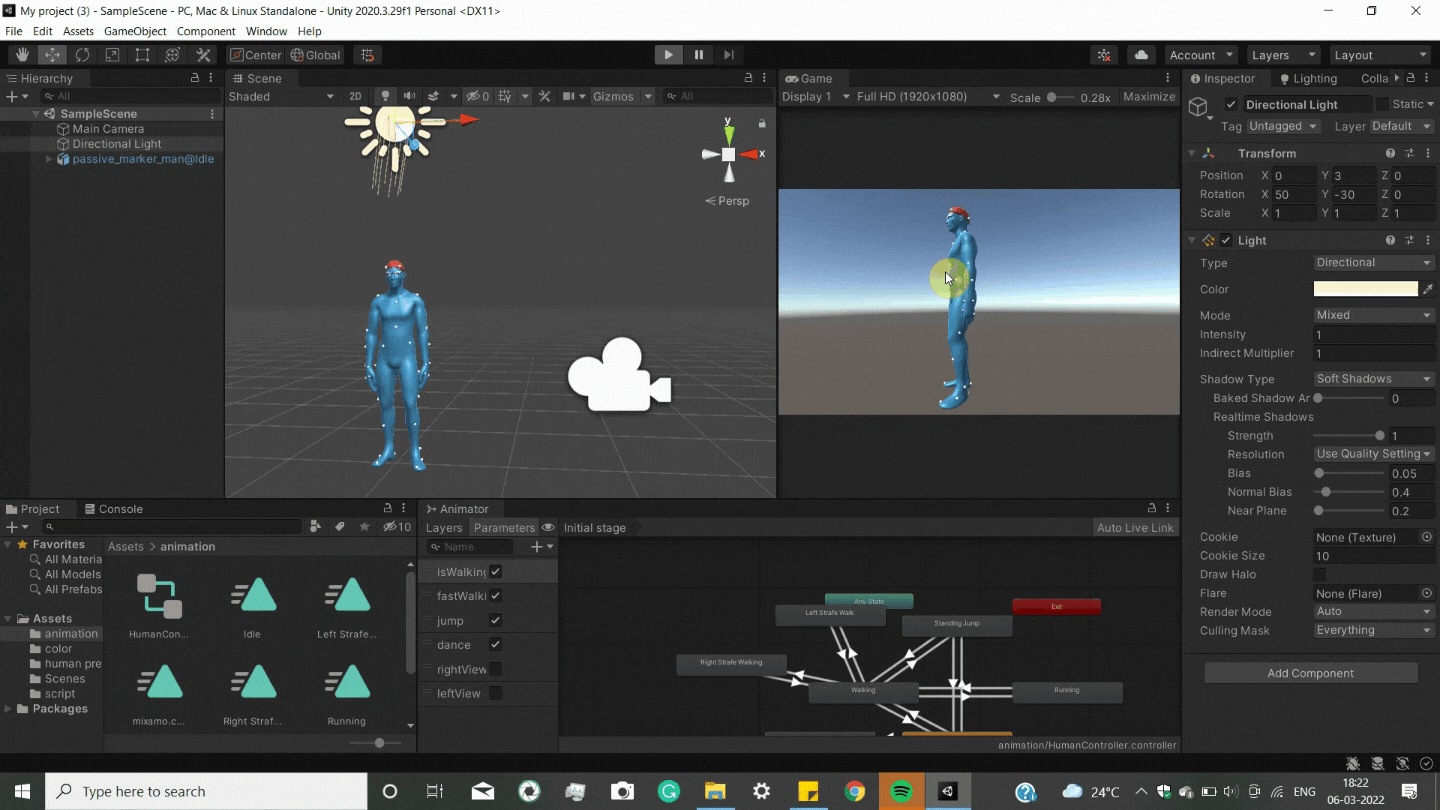 My project (3) - SampleScene - PC, Mac & Linux Standalone - Unity 2020.3.29f1 Personal <DX11>
File Edit Assets GameObject Component Window Help
Center Global Account Layers Layout
Hierarchy
All
SampleScene
Main Camera
Directional Light
passive_marker_man@Idle
Scene
Shaded 2D 0 Gizmos All
y
x
Persp
Game
Display 1 Full HD (1920x1080) Scale 0.28x Maximize
Inspector Lighting Colla
Directional Light Static
Tag Untagged Layer Default
Transform
Position X 0 Y 3 Z 0
Rotation X 50 Y -30 Z 0
Scale X 1 Y 1 Z 1
Light
Type Directional
Color
Mode Mixed
Intensity 1
Indirect Multiplier 1
Shadow Type Soft Shadows
Baked Shadow Ar 0
Realtime Shadows
Strength 1
Resolution Use Quality Setting
Bias 0.05
Normal Bias 0.4
Near Plane 0.2
Cookie None (Texture)
Cookie Size 10
Draw Halo
Flare None (Flare)
Render Mode Auto
Culling Mask Everything
Add Component
Project Console
10
Favorites
All Materia
All Models
All Prefabs
Assets
animation
color
human pre
Scenes
script
Packages
Assets > animation
HumanCon... Idle Left Strafe...
mixamo.c... Right Straf... Running
Animator
Layers Parameters Initial stage Auto Live Link
Name
isWalking
fastWalki
jump
dance
rightView
leftView
Any State
Left Strafe Walk
Exit
Standing Jump
Right Strafe Walking
Walking
Running
animation/HumanController.controller
Type here to search
24°C ENG
18:22
06-03-2022